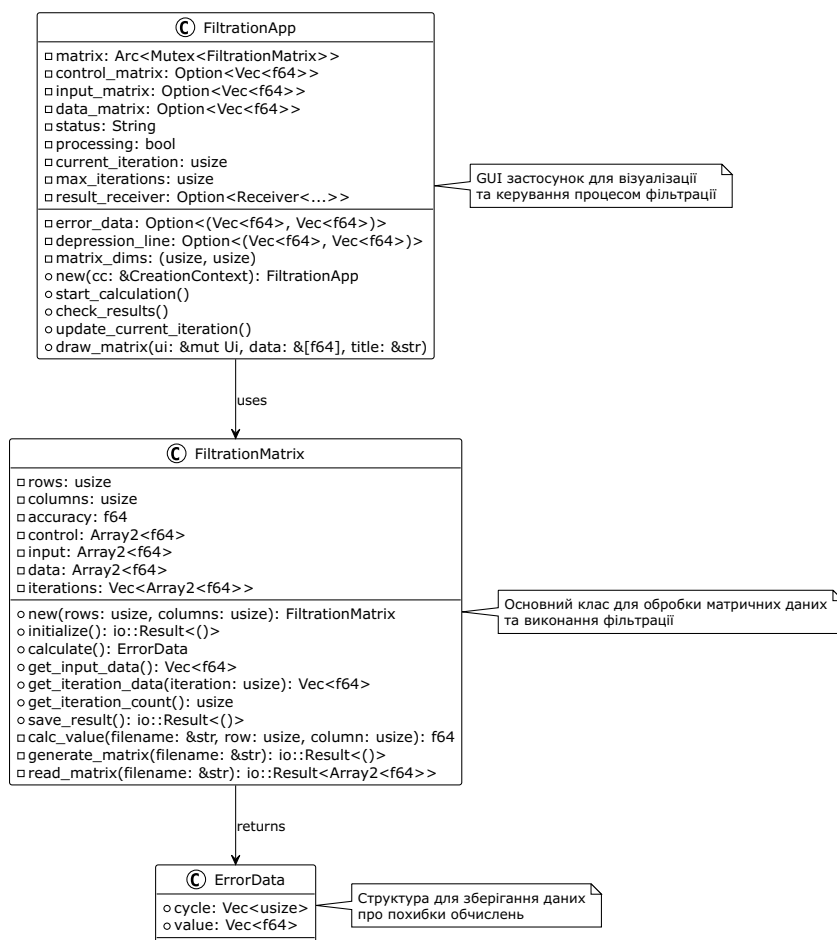 C FiltrationApp
matrix: Arc<Mutex<FiltrationMatrix>>
control_matrix: Option<Vec<f64>>
input_matrix: Option<Vec<f64>>
data_matrix: Option<Vec<f64>>
status: String
processing: bool
current_iteration: usize
max_iterations: usize
result_receiver: Option<Receiver<...>>
error_data: Option<(Vec<f64>, Vec<f64>)>
depression_line: Option<(Vec<f64>, Vec<f64>)>
matrix_dims: (usize, usize)
new(cc: &CreationContext): FiltrationApp
start_calculation()
check_results()
update_current_iteration()
draw_matrix(ui: &mut Ui, data: &[f64], title: &str)
GUI застосунок для візуалізації
та керування процесом фільтрації
uses
C FiltrationMatrix
rows: usize
columns: usize
accuracy: f64
control: Array2<f64>
input: Array2<f64>
data: Array2<f64>
iterations: Vec<Array2<f64>>
new(rows: usize, columns: usize): FiltrationMatrix
initialize(): io::Result<()>
calculate(): ErrorData
get_input_data(): Vec<f64>
get_iteration_data(iteration: usize): Vec<f64>
get_iteration_count(): usize
save_result(): io::Result<()>
calc_value(filename: &str, row: usize, column: usize): f64
generate_matrix(filename: &str): io::Result<()>
read_matrix(filename: &str): io::Result<Array2<f64>>
Основний клас для обробки матричних даних
та виконання фільтрації
returns
C ErrorData
cycle: Vec<usize>
value: Vec<f64>
Структура для зберігання даних
про похибки обчислень